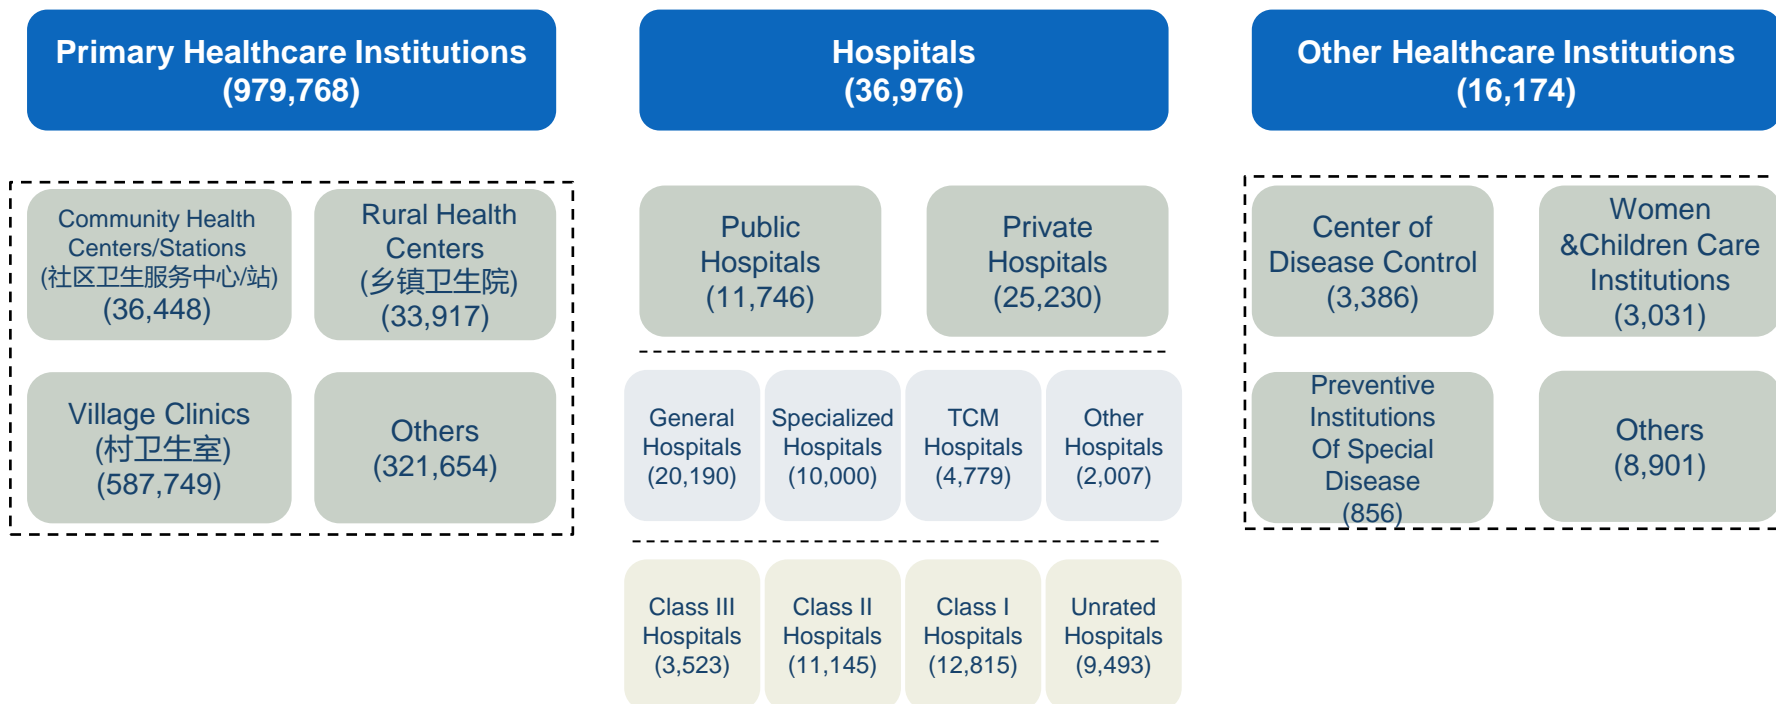 Primary Healthcare Institutions
(979,768)
Hospitals
(36,976)
Other Healthcare Institutions
(16,174)
Community Health
Centers/Stations
(社区卫生服务中心/站)
(36,448)
Rural Health
Centers
(乡镇卫生院)
(33,917)
Village Clinics
(村卫生室)
(587,749)
Others
(321,654)
Public
Hospitals
(11,746)
Private
Hospitals
(25,230)
General
Hospitals
(20,190)
Specialized
Hospitals
(10,000)
TCM
Hospitals
(4,779)
Other
Hospitals
(2,007)
Class III
Hospitals
(3,523)
Class II
Hospitals
(11,145)
Class I
Hospitals
(12,815)
Unrated
Hospitals
(9,493)
Center of
Disease Control
(3,386)
Women
&Children Care
Institutions
(3,031)
Preventive
Institutions
Of Special
Disease
(856)
Others
(8,901)